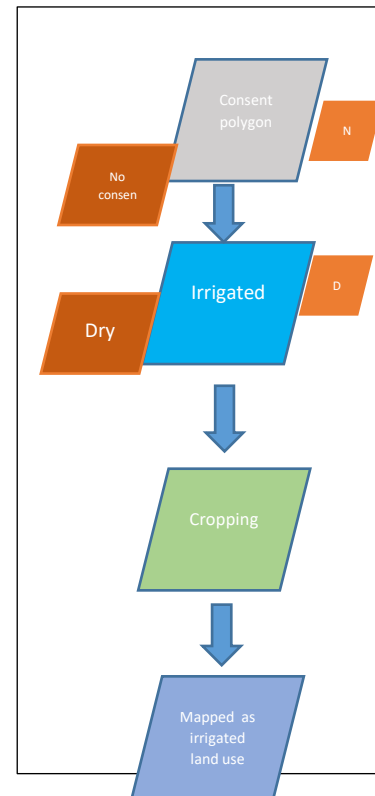 Consent
polygon
N
No
consen
Irrigated
D
Dry
Cropping
Mapped as
irrigated
land use